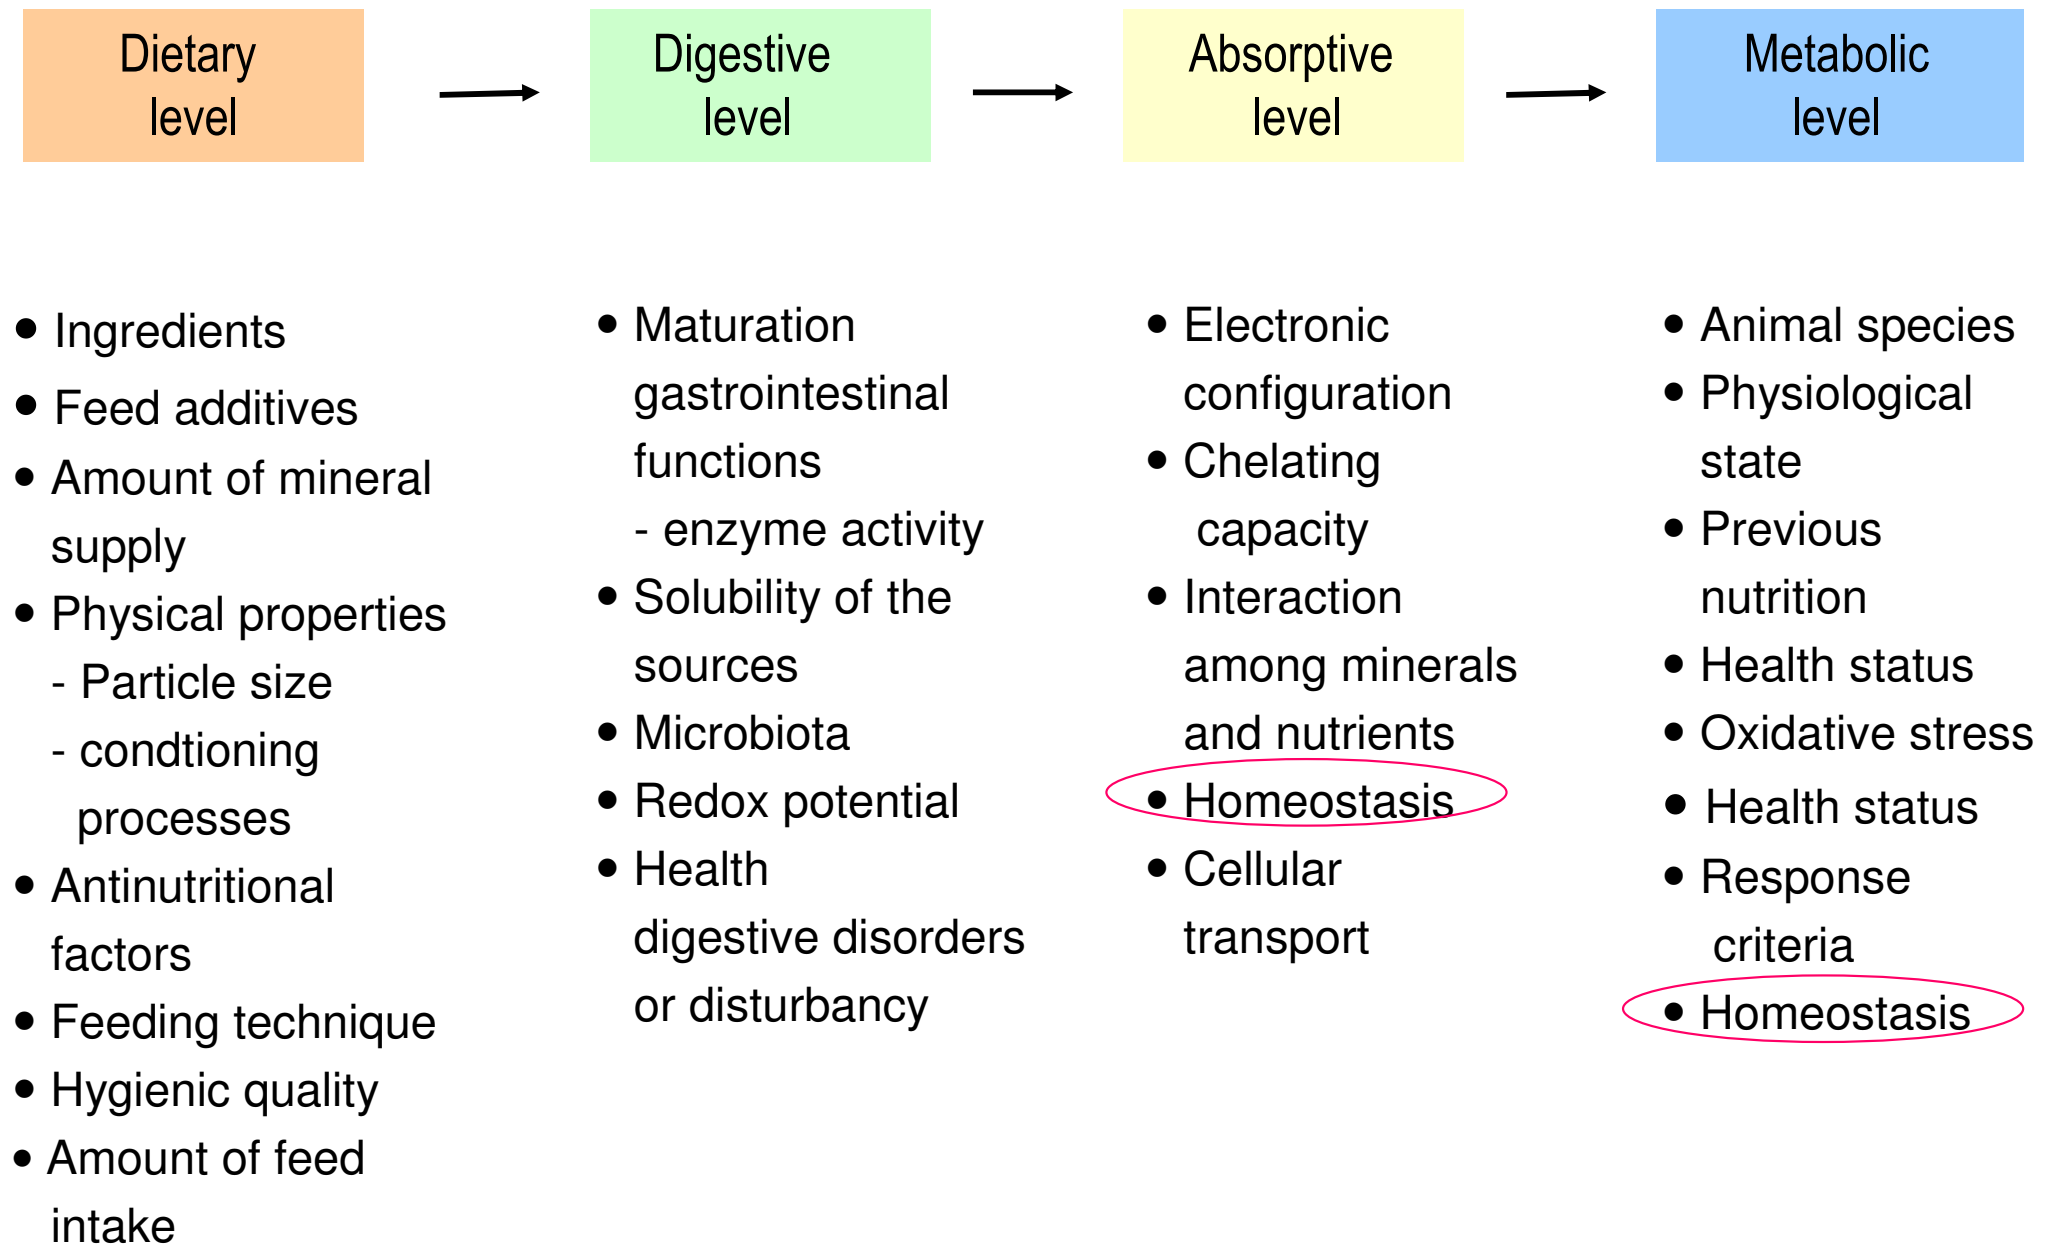 Dietary
level
Digestive
level
Absorptive
level
Metabolic
level
• Ingredients
• Feed additives
• Amount of mineral
supply
• Physical properties
- Particle size
- condtioning
processes
• Antinutritional
factors
• Feeding technique
• Hygienic quality
• Amount of feed
intake
• Maturation
gastrointestinal
functions
- enzyme activity
• Solubility of the
sources
• Microbiota
• Redox potential
• Health
digestive disorders
or disturbancy
• Electronic
configuration
• Chelating
capacity
• Interaction
among minerals
and nutrients
• Homeostasis
• Cellular
transport
• Animal species
• Physiological
state
• Previous
nutrition
• Health status
• Oxidative stress
• Health status
• Response
criteria
• Homeostasis